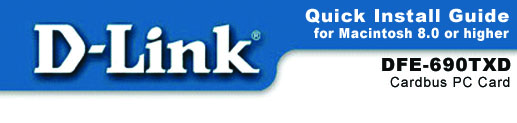 D-Link®
Quick Install Guide
for Macintosh 8.0 or higher
DFE-690TXD
Cardbus PC Card